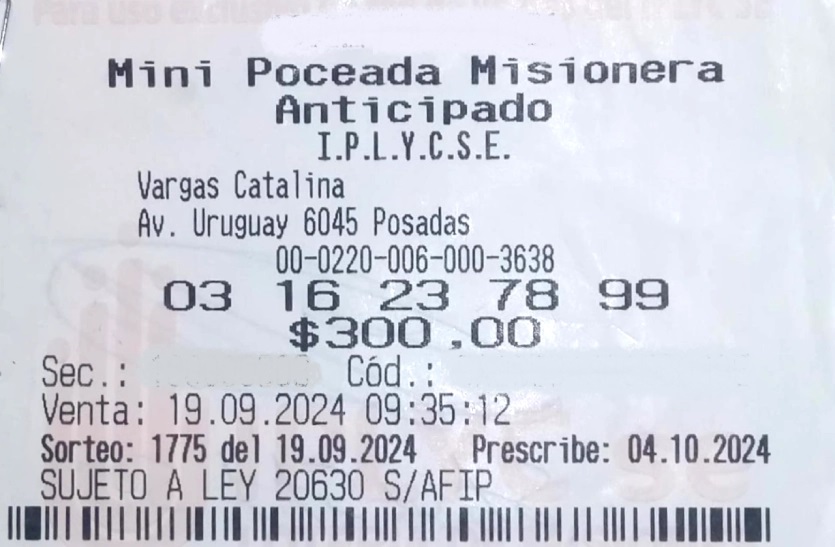 Mini Poceada Misionera
Anticipado
I.P.L.Y.C.S.E.
Vargas Catalina
Av. Uruguay 6045 Posadas
00-0220-006-000-3638
03 16 23 78 99
$300,00
Sec.: Cód.:
Venta: 19.09.2024 09:35:12
Sorteo: 1775 del 19.09.2024 Prescribe: 04.10.2024
SUJETO A LEY 20630 S/AFIP